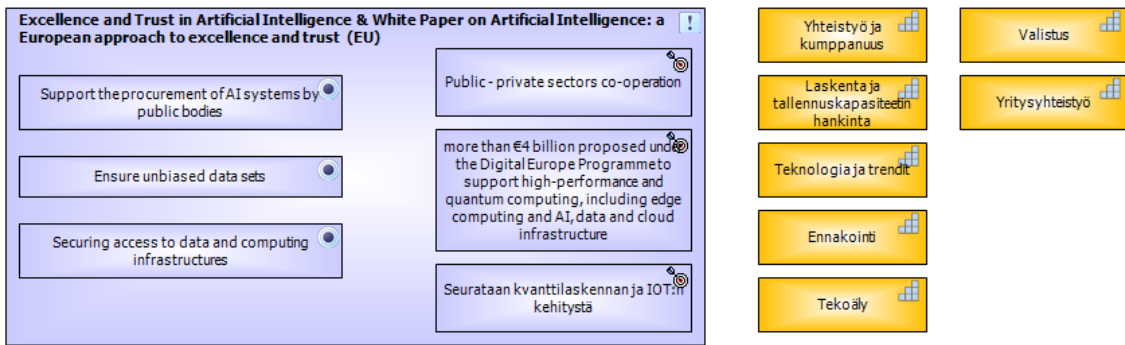 Excellence and Trust in Artificial Intelligence & White Paper on Artificial Intelligence: a
European approach to excellence and trust (EU)
Support the procurement of AI systems by
public bodies
Ensure unbiased data sets
Securing access to data and computing
infrastructures
Public - private sectors co-operation
more than €4 billion proposed under
the Digital Europe Programme to
support high-performance and
quantum computing, including edge
computing and AI, data and cloud
infrastructure
Seurataan kvanttilaskennan ja IOT:n
kehitystä
Yhteistyö ja
kumppanuus
Laskenta ja
tallennuskapasiteetin
hankinta
Teknologia ja trendit
Ennakointi
Tekoäly
Valistus
Yritysyhteistyö